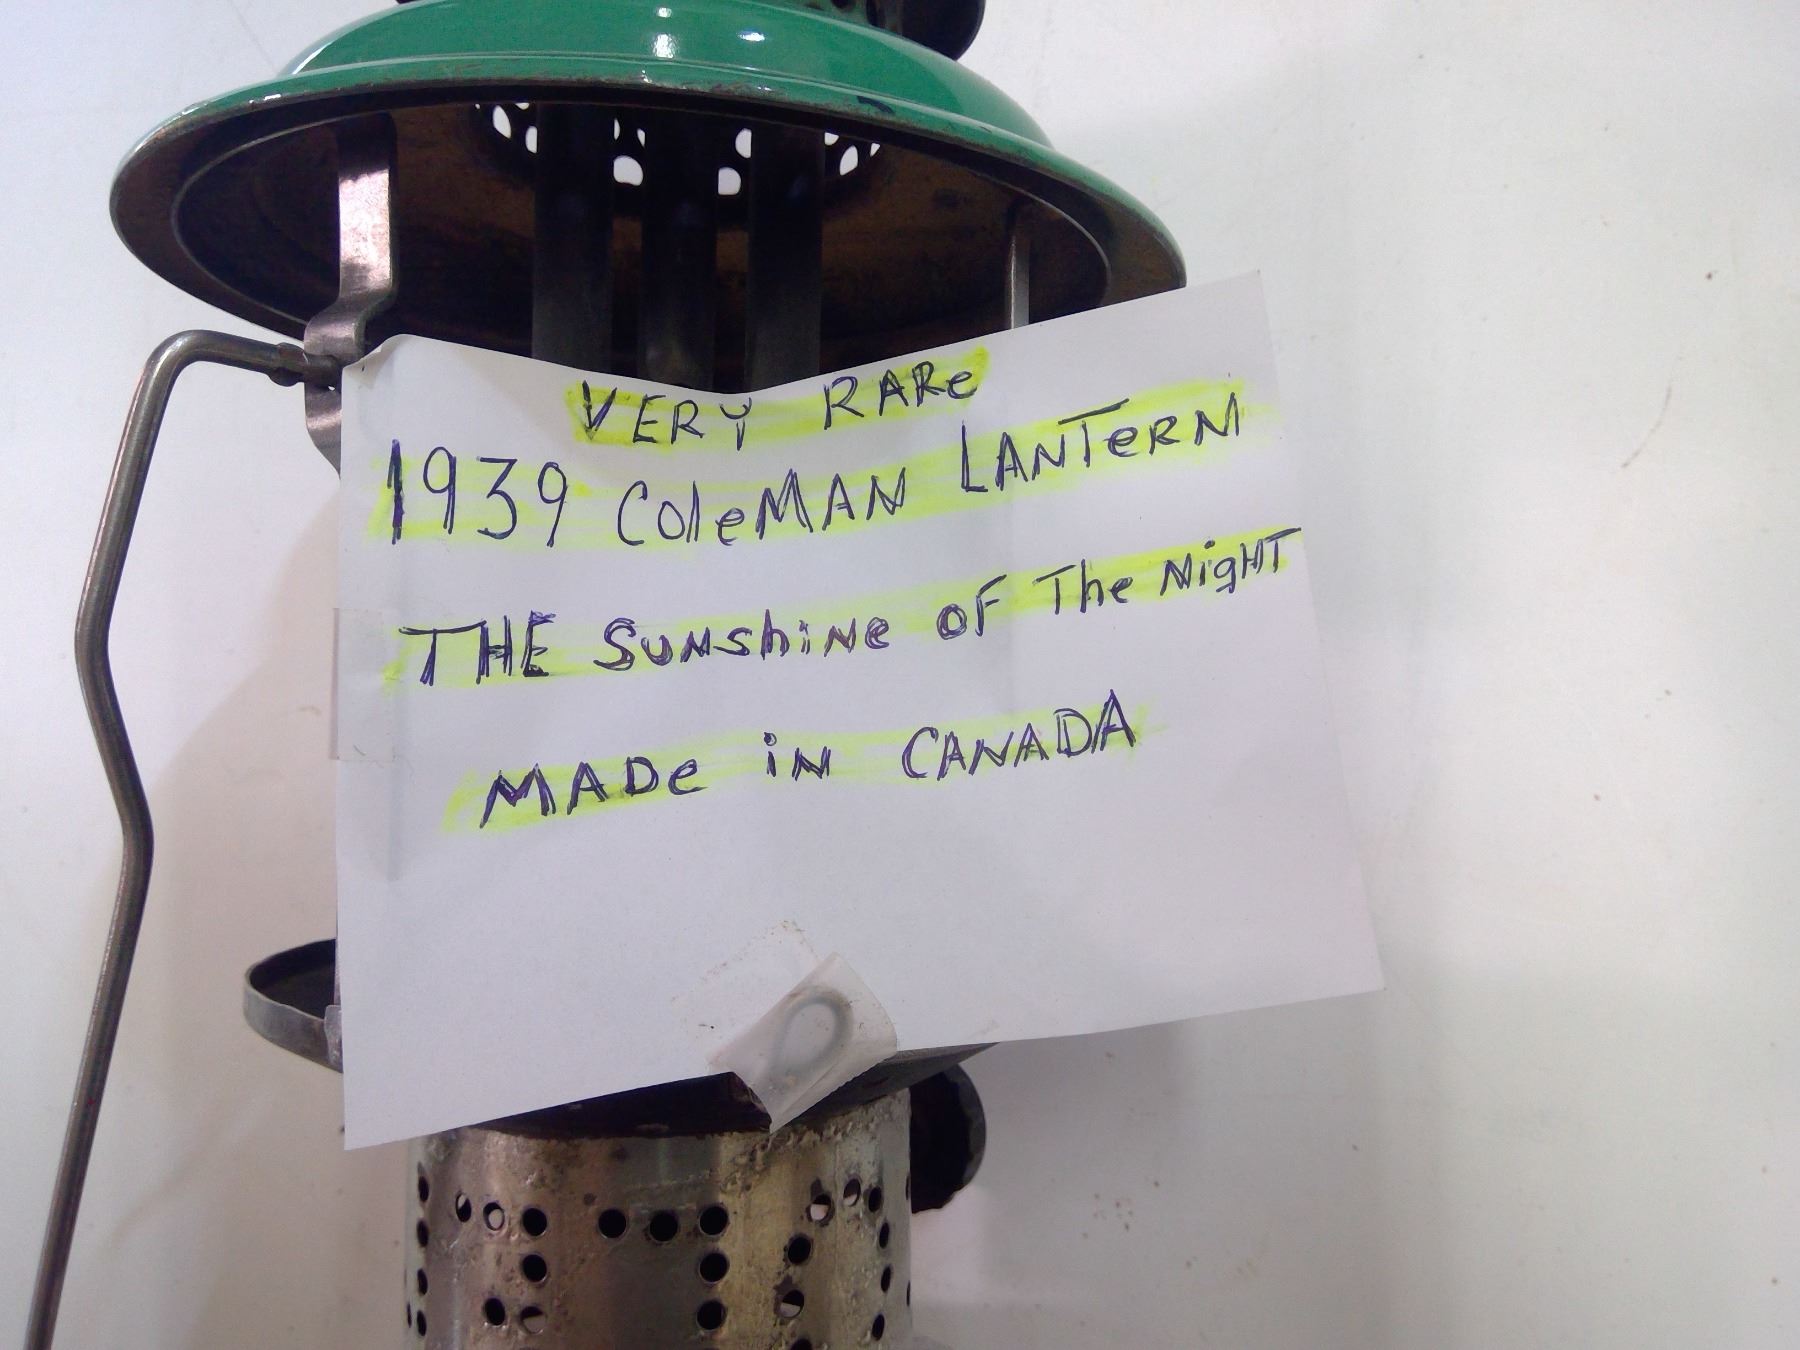 VERY RARe
1939 ColeMAN LANTerN
THE SuNshiNe oF The NigHT
MADe iN CANADA